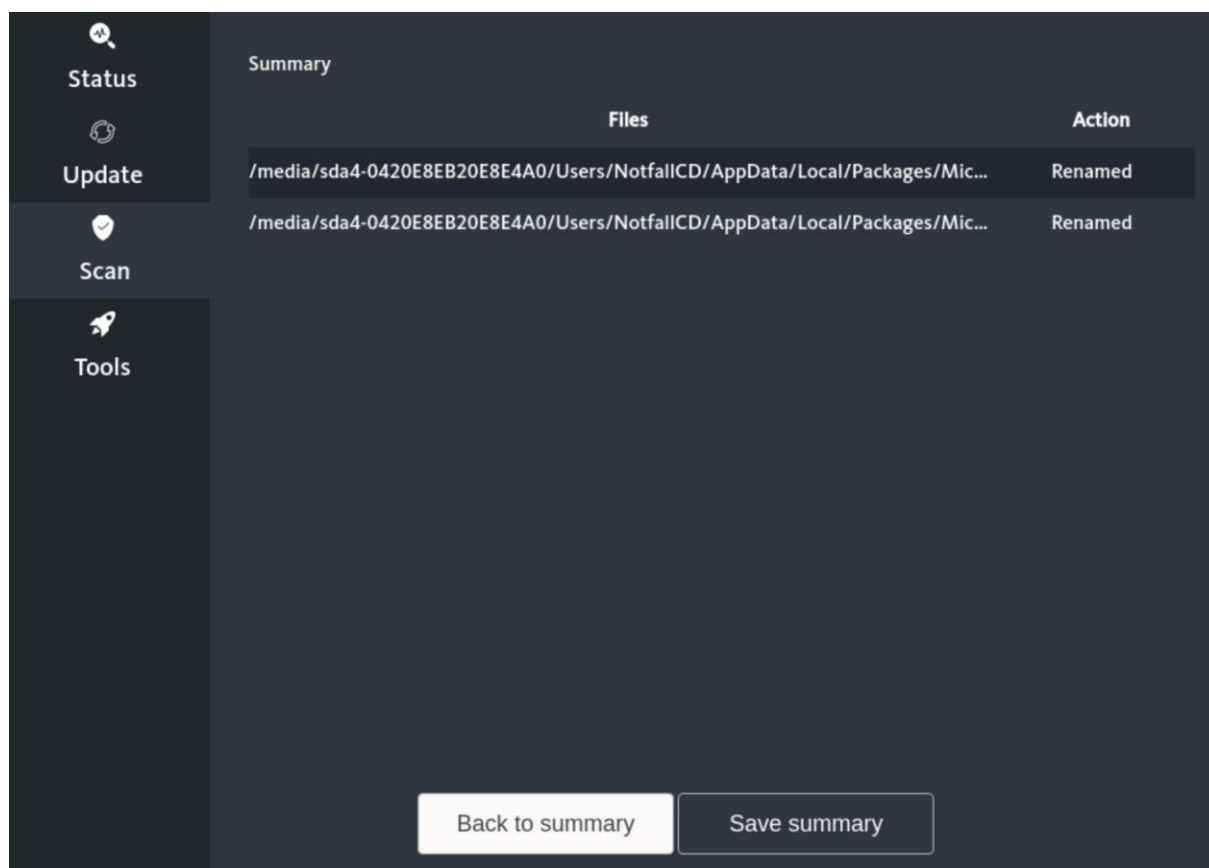 Status
Update
Scan
Tools
Summary
Files Action
/media/sda4-0420E8EB20E8E4A0/Users/NotfallCD/AppData/Local/Packages/Mic... Renamed
/media/sda4-0420E8EB20E8E4A0/Users/NotfallCD/AppData/Local/Packages/Mic... Renamed
Back to summary Save summary